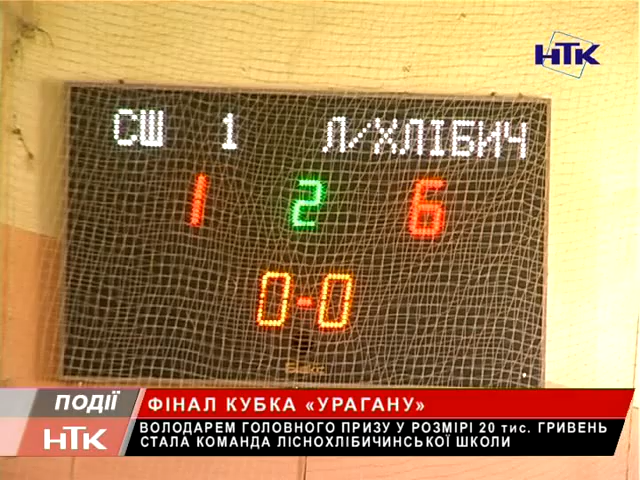 НТК
СШ 1 Л/ХЛІБИЧ
1 2 6
0-0
ПОДІЇ
ФІНАЛ КУБКА «УРАГАНУ»
НТК
ВОЛОДАРЕМ ГОЛОВНОГО ПРИЗУ У РОЗМІРІ 20 тис. ГРИВЕНЬ
СТАЛА КОМАНДА ЛІСНОХЛІБИЧИНСЬКОЇ ШКОЛИ